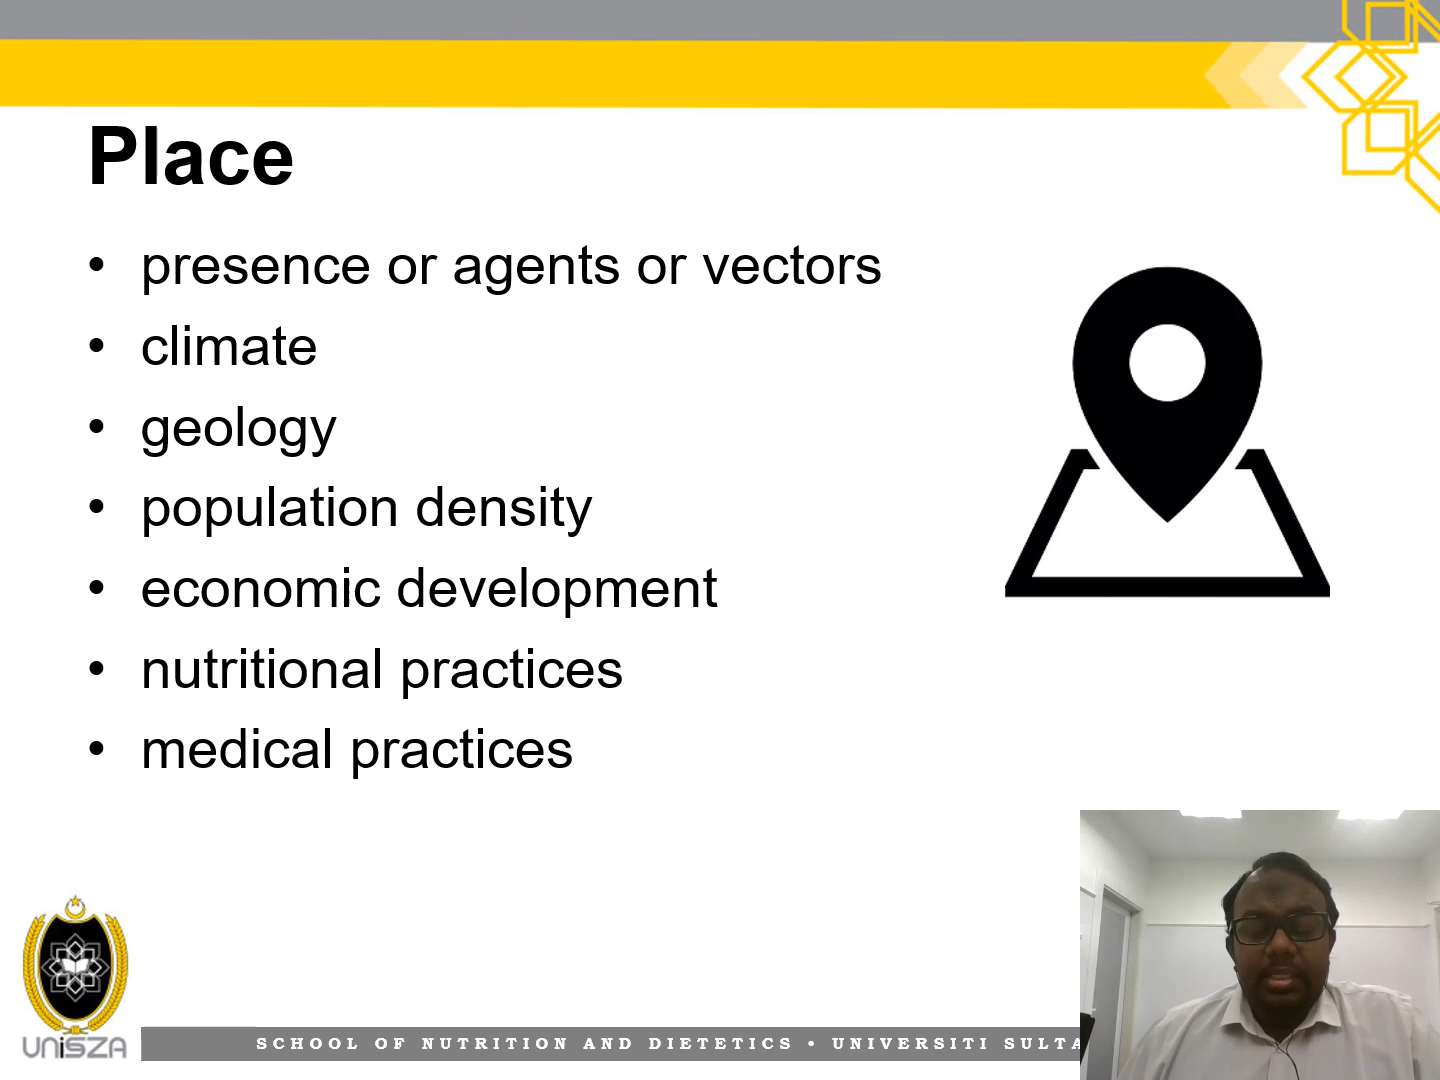 Place
• presence or agents or vectors
• climate
• geology
• population density
• economic development
• nutritional practices
• medical practices
UniSZA
SCHOOL OF NUTRITION AND DIETETICS • UNIVERSITI SULTA